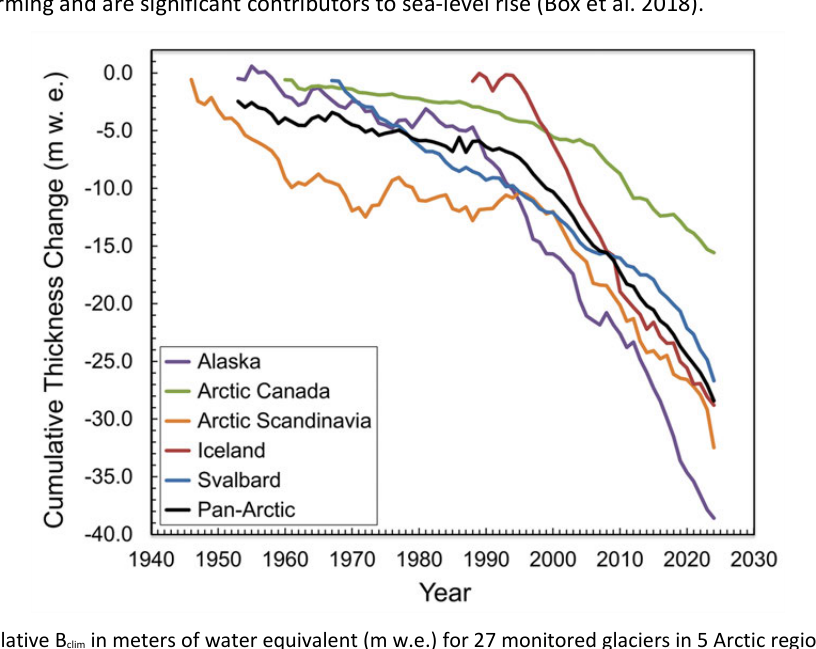 rming and are significant contributors to sea-level rise (Box et al. 2018).
Cumulative Thickness Change (m w. e.)
0.0
-5.0
-10.0
-15.0
-20.0
-25.0
-30.0
-35.0
-40.0
Alaska
Arctic Canada
Arctic Scandinavia
Iceland
Svalbard
Pan-Arctic
1940 1950 1960 1970 1980 1990 2000 2010 2020 2030
Year
lative Bclim in meters of water equivalent (m w.e.) for 27 monitored glaciers in 5 Arctic regio